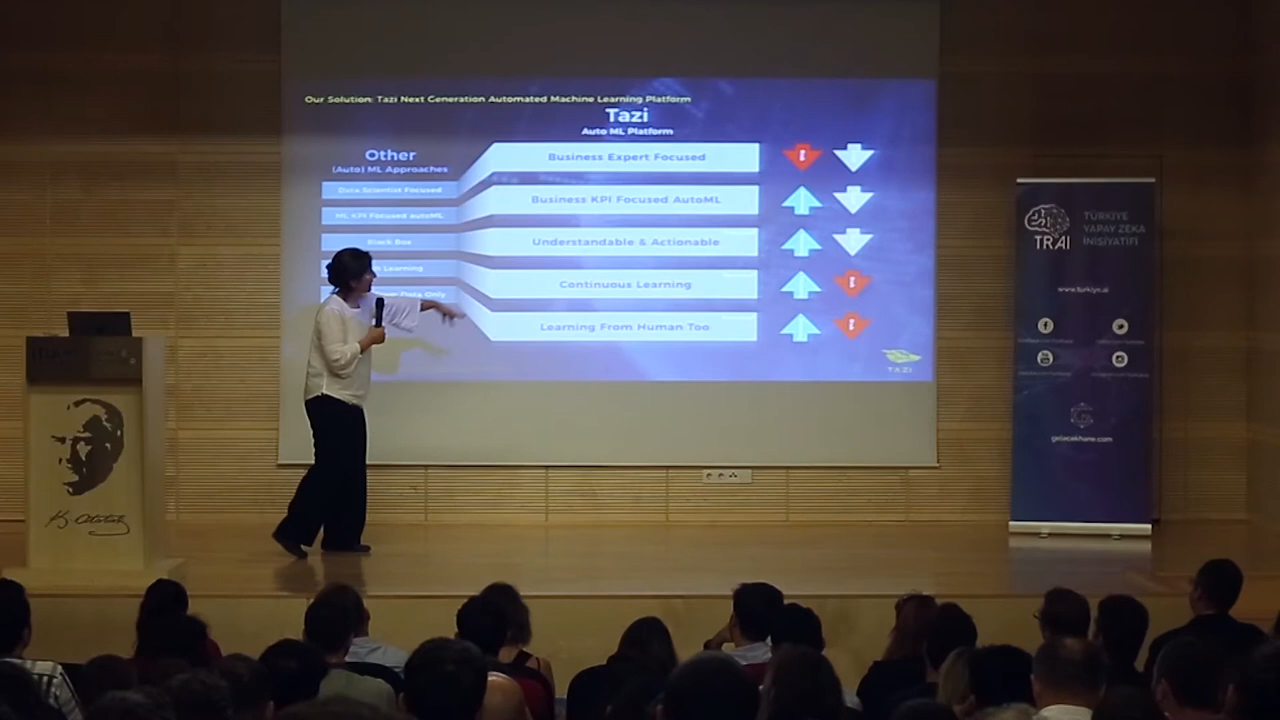 Our Solution: Tazi Next Generation Automated Machine Learning Platform
Tazi
Auto ML Platform
Other
(Auto) ML Approaches
Data Scientist Focused
ML KPI Focused autoML
Black Box
Learning
Data Only
Business Expert Focused
Business KPI Focused AutoML
Understandable & Actionable
Continuous Learning
Learning From Human Too
TAZI
TRAI
TÜRKİYE
YAPAY ZEKA
İNİSİYATİFİ
www.turkiye.ai
gelecekhane.com
K. Atatürk